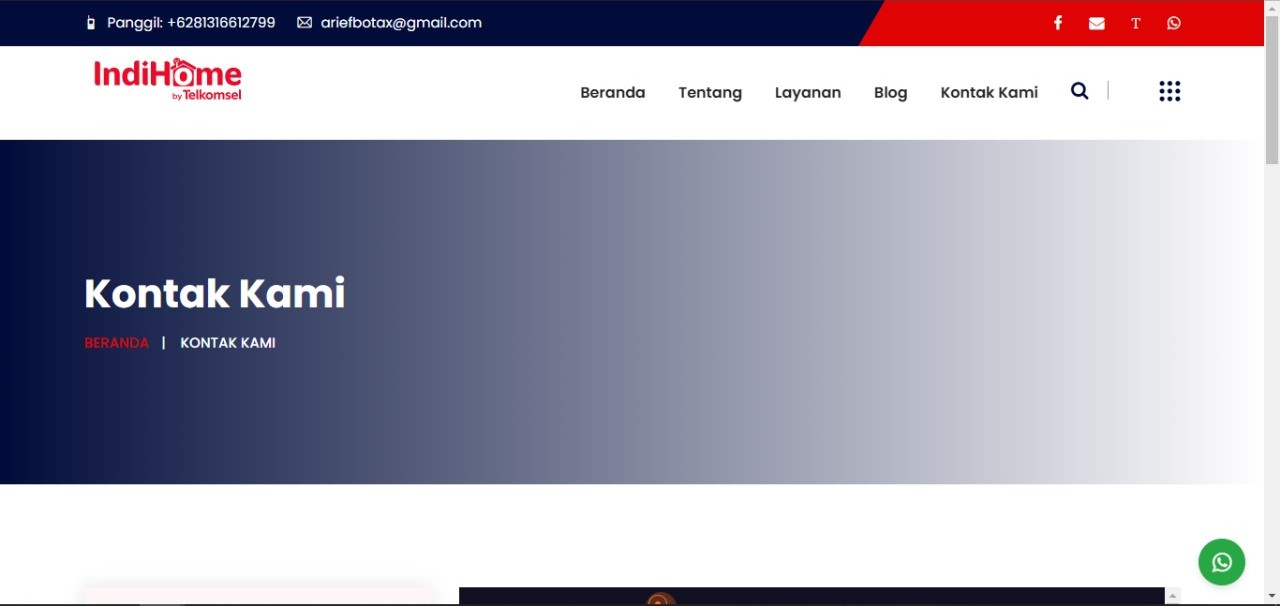 Panggil: +6281316612799 ariefbotax@gmail.com T
IndiHome
by Telkomsel
Beranda Tentang Layanan Blog Kontak Kami
Kontak Kami
BERANDA | KONTAK KAMI